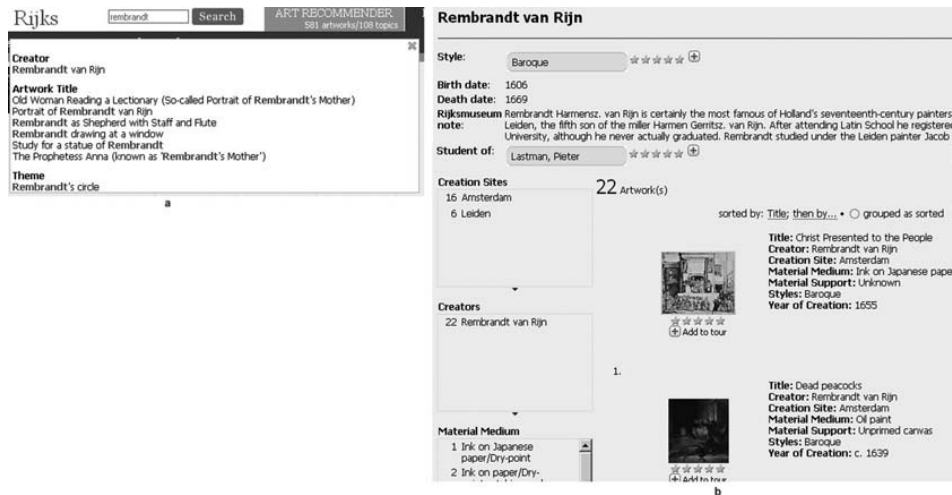 Rijks
rembrandt
Search
ART RECOMMENDER
581 artworks/108 topics
Creator
Rembrandt van Rijn
Artwork Title
Old Woman Reading a Lectionary (So-called Portrait of Rembrandt's Mother)
Portrait of Rembrandt van Rijn
Rembrandt as Shepherd with Staff and Flute
Rembrandt drawing at a window
Study for a statue of Rembrandt
The Prophetess Anna (known as 'Rembrandt's Mother')
Theme
Rembrandt's circle
a
Rembrandt van Rijn
Style:
Baroque
Birth date: 1606
Death date: 1669
Rijksmuseum Rembrandt Harmensz. van Rijn is certainly the most famous of Holland's seventeenth-century painters
note: Leiden, the fifth son of the miller Harmen Gerritsz. van Rijn. After attending Latin School he registered
University, although he never actually graduated. Rembrandt studied under the Leiden painter Jacob
Student of:
Lastman, Pieter
Creation Sites
16 Amsterdam
6 Leiden
Creators
22 Rembrandt van Rijn
Material Medium
1 Ink on Japanese
paper/Dry-point
2 Ink on paper/Dry-
22 Artwork(s)
sorted by: Title; then by... • grouped as sorted
Title: Christ Presented to the People
Creator: Rembrandt van Rijn
Creation Site: Amsterdam
Material Medium: Ink on Japanese pape
Material Support: Unknown
Styles: Baroque
Year of Creation: 1655
Add to tour
1.
Title: Dead peacocks
Creator: Rembrandt van Rijn
Creation Site: Amsterdam
Material Medium: Oil paint
Material Support: Unprimed canvas
Styles: Baroque
Year of Creation: c. 1639
Add to tour
b